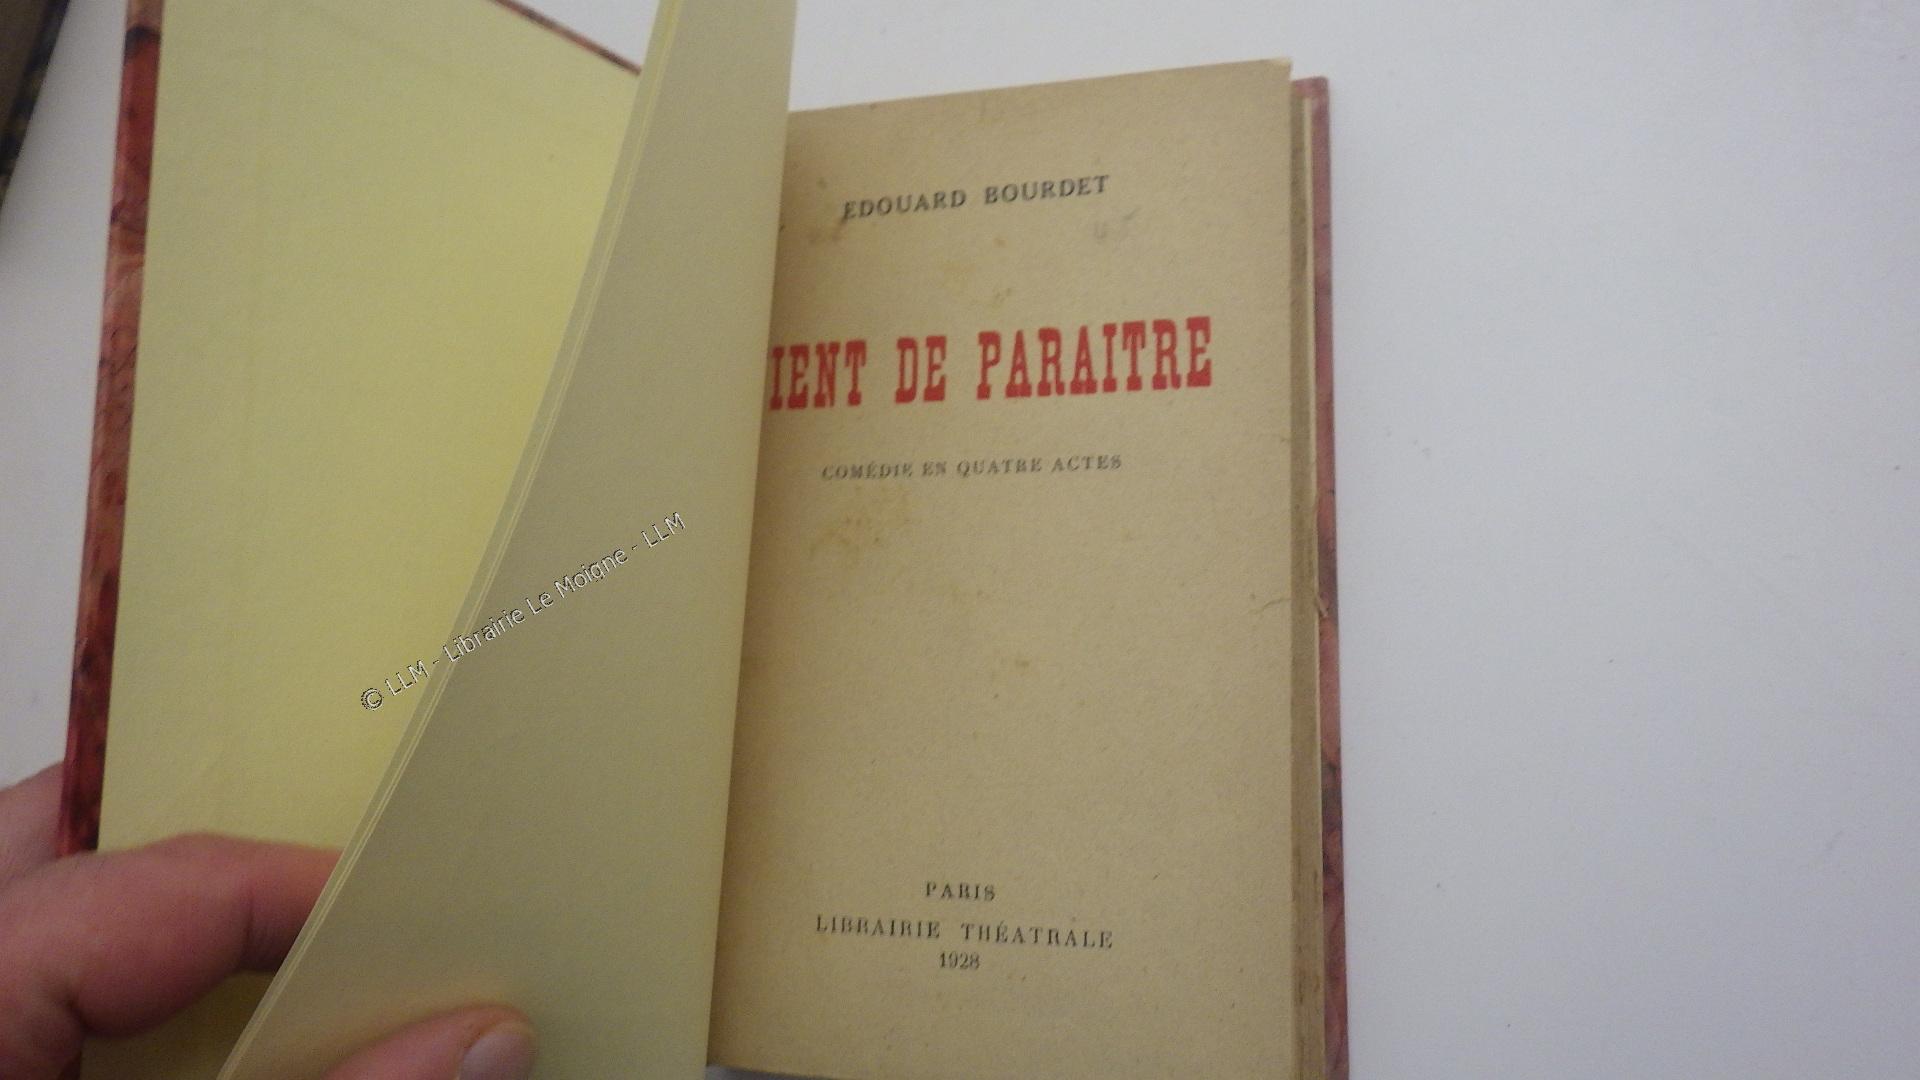 EDOUARD BOURDET
IENT DE PARAITRE
COMÉDIE EN QUATRE ACTES
PARIS
LIBRAIRIE THÉATRALE
1928
© LLM - Librairie Le Moigne - LLM